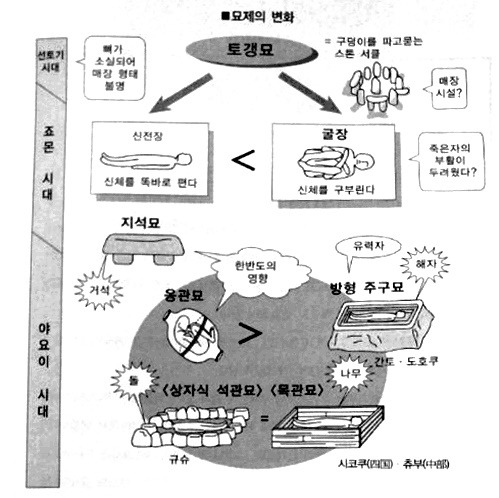 ■묘제의 변화
선토기
시대
뼈가
소실되어
매장 형태
불명
토갱묘
= 구덩이를 파고묻는
스톤 서클
매장
시설?
죠몬 시대
신전장
신체를 똑바로 편다
<
굴장
신체를 구부린다
죽은자의
부활이
두려웠다?
지석묘
거석
한반도의
영향
유력자
해자
옹관묘
>
방형 주구묘
간토 · 도호쿠
야요이 시대
돌
〈상자식 석관묘〉 〈목관묘〉
나무
=
규슈
시코쿠(四国) · 츄부(中部)